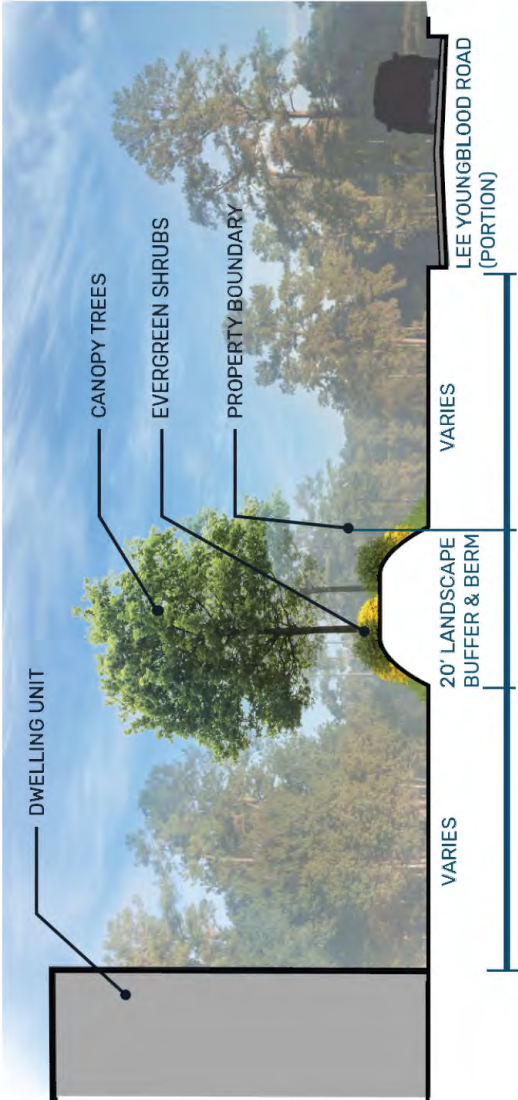 DWELLING UNIT
CANOPY TREES
EVERGREEN SHRUBS
PROPERTY BOUNDARY
VARIES
20' LANDSCAPE
BUFFER & BERM
VARIES
LEE YOUNGBLOOD ROAD
(PORTION)